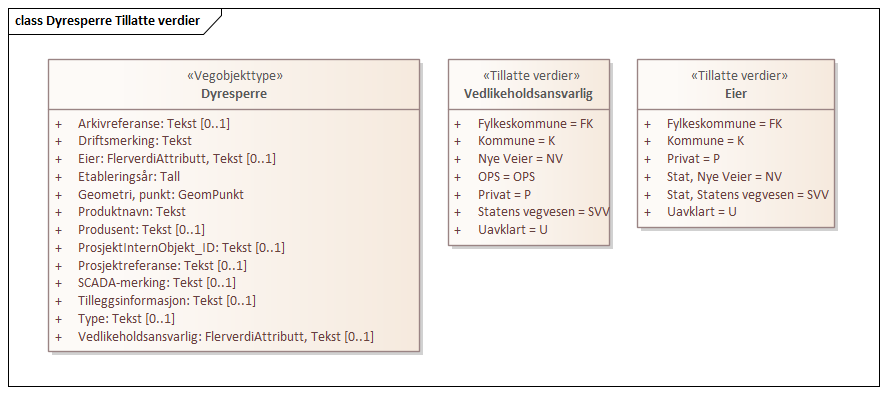 class Dyresperre Tillatte verdier
«Vegobjekttype»
Dyresperre
+ Arkivreferanse: Tekst [0..1]
+ Driftsmerking: Tekst
+ Eier: FlerverdiAttributt, Tekst [0..1]
+ Etableringsår: Tall
+ Geometri, punkt: GeomPunkt
+ Produktnavn: Tekst
+ Produsent: Tekst [0..1]
+ ProsjektInternObjekt_ID: Tekst [0..1]
+ Prosjektreferanse: Tekst [0..1]
+ SCADA-merking: Tekst [0..1]
+ Tilleggsinformasjon: Tekst [0..1]
+ Type: Tekst [0..1]
+ Vedlikeholdsansvarlig: FlerverdiAttributt, Tekst [0..1]
«Tillatte verdier»
Vedlikeholdsansvarlig
+ Fylkeskommune = FK
+ Kommune = K
+ Nye Veier = NV
+ OPS = OPS
+ Privat = P
+ Statens vegvesen = SVV
+ Uavklart = U
«Tillatte verdier»
Eier
+ Fylkeskommune = FK
+ Kommune = K
+ Privat = P
+ Stat, Nye Veier = NV
+ Stat, Statens vegvesen = SVV
+ Uavklart = U